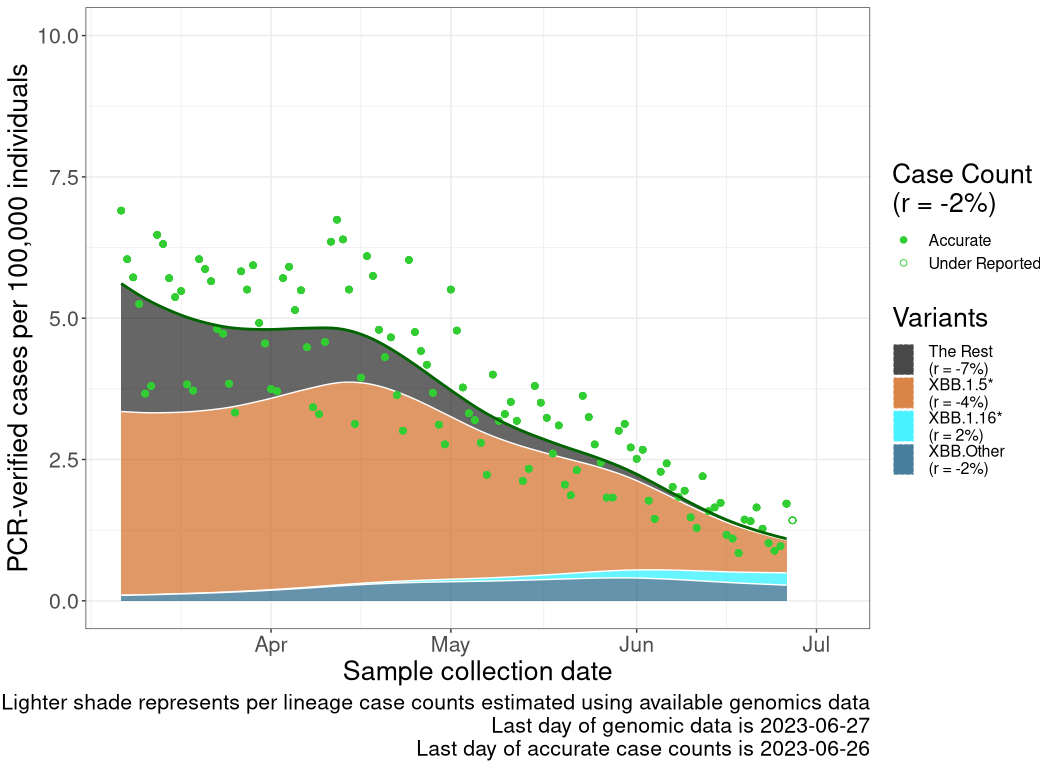 10.0
7.5
5.0
2.5
0.0
PCR-verified cases per 100,000 individuals
Apr May Jun Jul
Sample collection date
Lighter shade represents per lineage case counts estimated using available genomics data
Last day of genomic data is 2023-06-27
Last day of accurate case counts is 2023-06-26
Case Count
(r = -2%)
Accurate
Under Reported
Variants
The Rest
(r = -7%)
XBB.1.5*
(r = -4%)
XBB.1.16*
(r = 2%)
XBB.Other
(r = -2%)